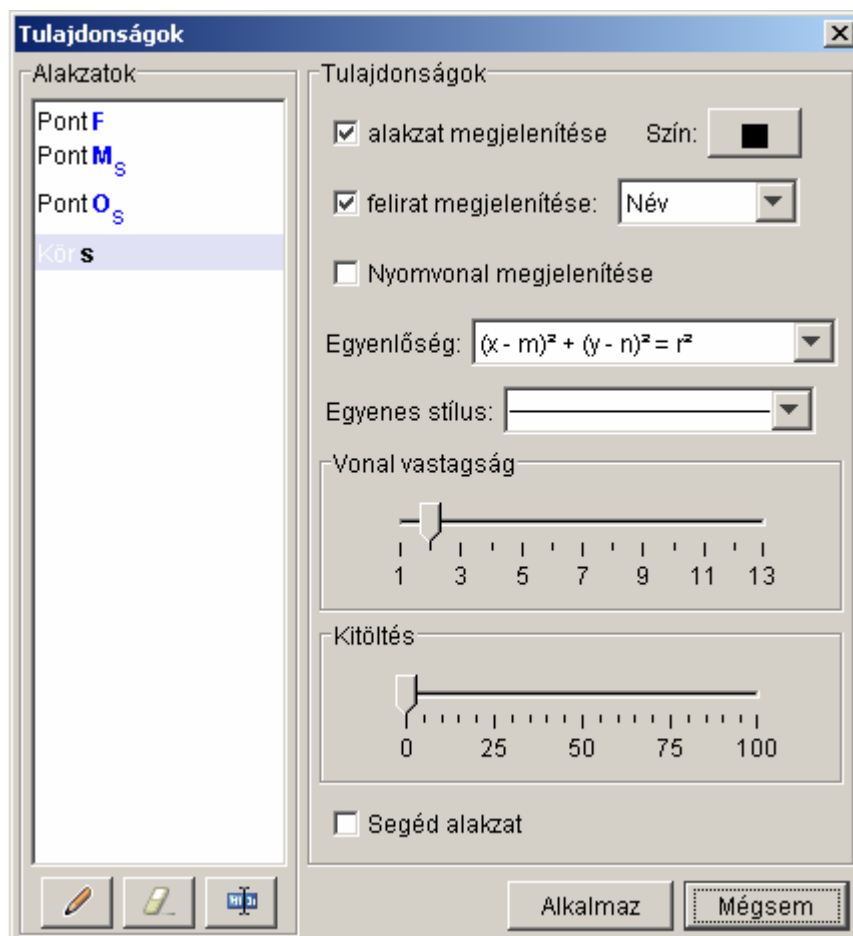 Tulajdonságok
Alakzatok
Pont F
Pont M_S
Pont O_S
Kör s
Tulajdonságok
alakzat megjelenítése Szín:
felirat megjelenítése: Név
Nyomvonal megjelenítése
Egyenlőség: (x - m)² + (y - n)² = r²
Egyenes stílus:
Vonal vastagság
1 3 5 7 9 11 13
Kitöltés
0 25 50 75 100
Segéd alakzat
Alkalmaz Mégsem